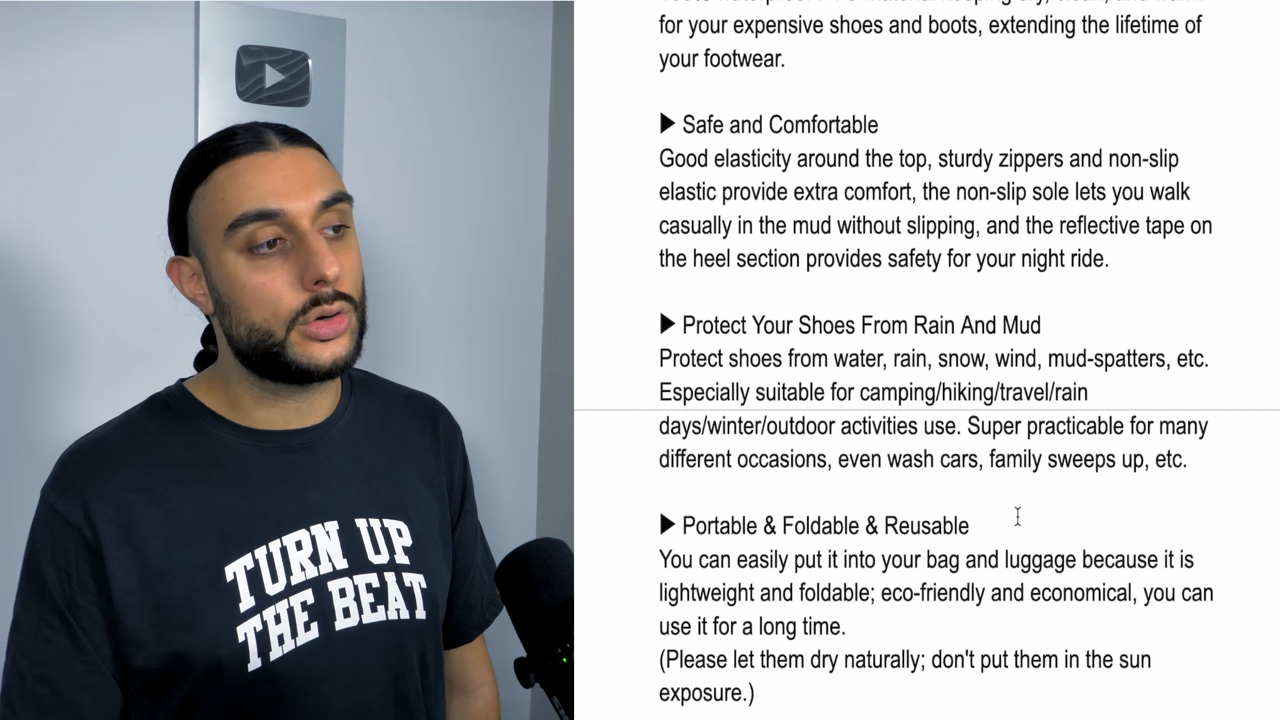 for your expensive shoes and boots, extending the lifetime of
your footwear.
▶ Safe and Comfortable
Good elasticity around the top, sturdy zippers and non-slip
elastic provide extra comfort, the non-slip sole lets you walk
casually in the mud without slipping, and the reflective tape on
the heel section provides safety for your night ride.
▶ Protect Your Shoes From Rain And Mud
Protect shoes from water, rain, snow, wind, mud-spatters, etc.
Especially suitable for camping/hiking/travel/rain
days/winter/outdoor activities use. Super practicable for many
different occasions, even wash cars, family sweeps up, etc.
▶ Portable & Foldable & Reusable
You can easily put it into your bag and luggage because it is
lightweight and foldable; eco-friendly and economical, you can
use it for a long time.
(Please let them dry naturally; don't put them in the sun
exposure.)
TURN UP
THE BEAT